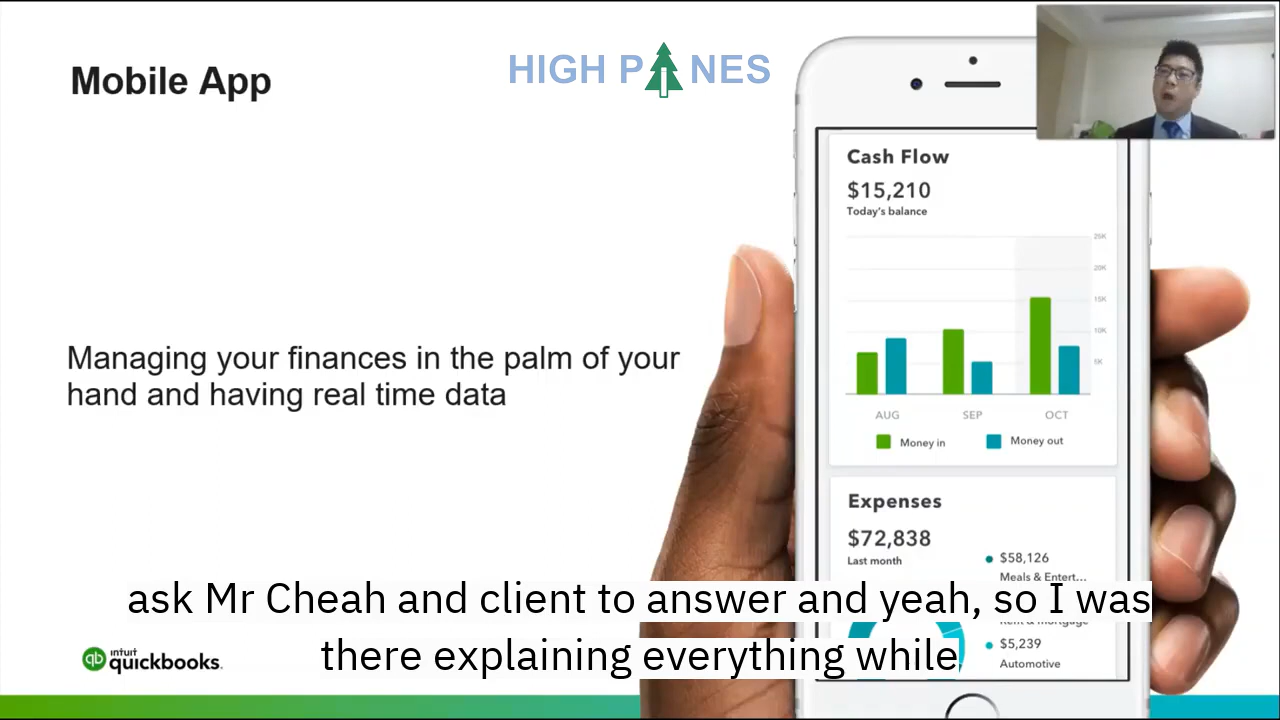 Mobile App
HIGH PINES
Managing your finances in the palm of your
hand and having real time data
Cash Flow
$15,210
Today's balance
25K
20K
15K
10K
5K
AUG SEP OCT
Money in Money out
Expenses
$72,838
Last month
$58,126
Meals & Entert...
Rent & mortgage
$5,239
Automotive
ask Mr Cheah and client to answer and yeah, so I was
there explaining everything while
qb intuit
quickbooks.